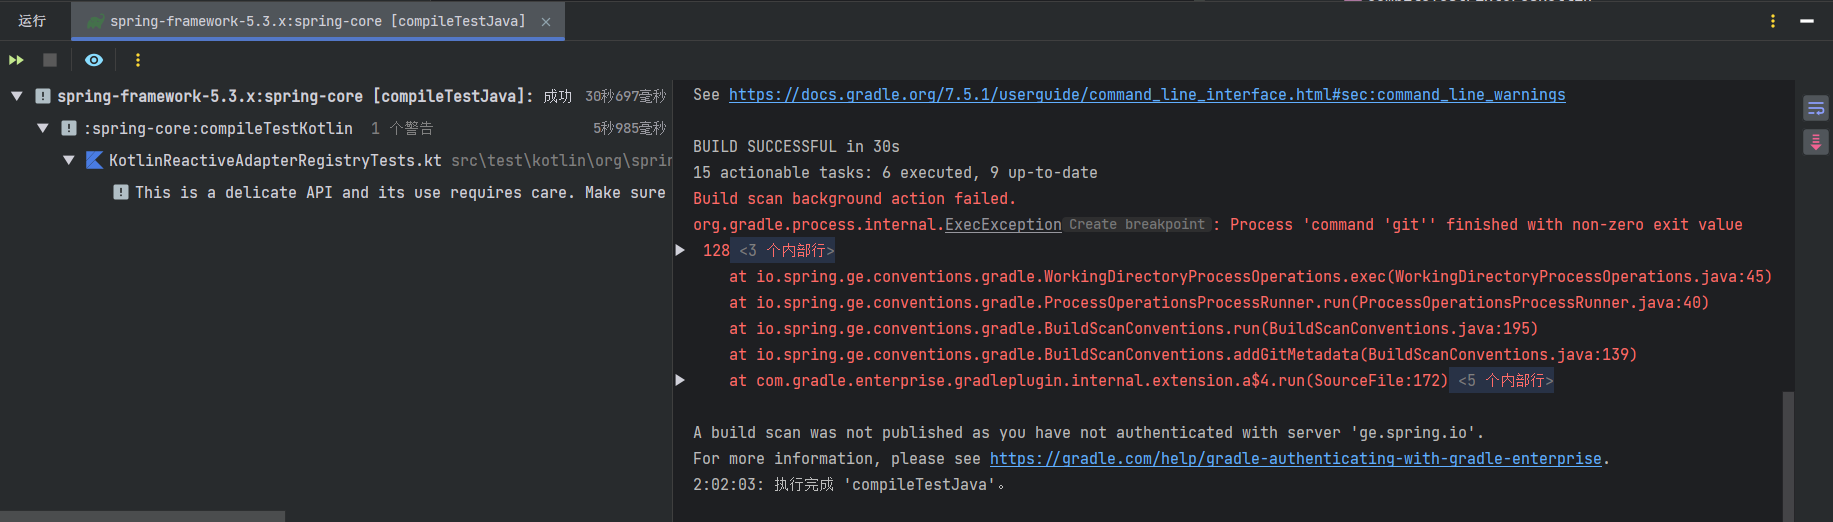 运行
spring-framework-5.3.x:spring-core [compileTestJava]
spring-framework-5.3.x:spring-core [compileTestJava]: 成功 30秒697毫秒
:spring-core:compileTestKotlin 1 个警告 5秒985毫秒
KotlinReactiveAdapterRegistryTests.kt src\test\kotlin\org\sprin
This is a delicate API and its use requires care. Make sure
See https://docs.gradle.org/7.5.1/userguide/command_line_interface.html#sec:command_line_warnings
BUILD SUCCESSFUL in 30s
15 actionable tasks: 6 executed, 9 up-to-date
Build scan background action failed.
org.gradle.process.internal.ExecException Create breakpoint : Process 'command 'git'' finished with non-zero exit value
128 <3 个内部行>
at io.spring.ge.conventions.gradle.WorkingDirectoryProcessOperations.exec(WorkingDirectoryProcessOperations.java:45)
at io.spring.ge.conventions.gradle.ProcessOperationsProcessRunner.run(ProcessOperationsProcessRunner.java:40)
at io.spring.ge.conventions.gradle.BuildScanConventions.run(BuildScanConventions.java:195)
at io.spring.ge.conventions.gradle.BuildScanConventions.addGitMetadata(BuildScanConventions.java:139)
at com.gradle.enterprise.gradleplugin.internal.extension.a$4.run(SourceFile:172) <5 个内部行>
A build scan was not published as you have not authenticated with server 'ge.spring.io'.
For more information, please see https://gradle.com/help/gradle-authenticating-with-gradle-enterprise.
2:02:03: 执行完成 'compileTestJava'。